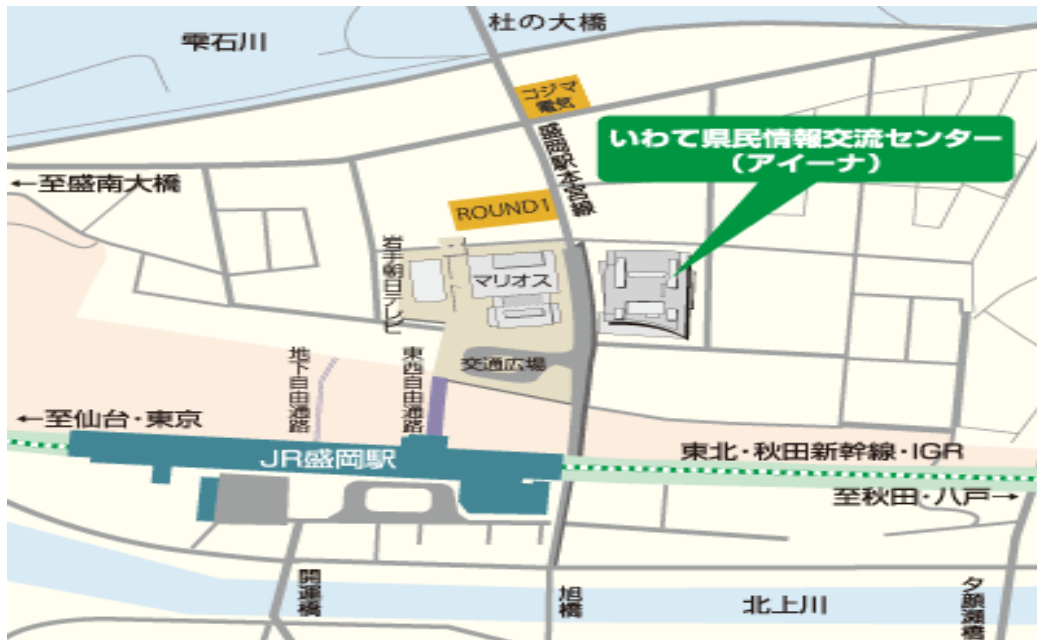 杜の大橋
雫石川
コジマ
電気
盛岡駅本宮線
いわて県民情報交流センター
(アイーナ)
←至盛南大橋
ROUND1
岩手朝日テレビ
マリオス
交通広場
地下自由通路
東西自由通路
←至仙台・東京
JR盛岡駅
東北・秋田新幹線・IGR
至秋田・八戸→
開運橋
旭橋
北上川
夕顔瀬橋